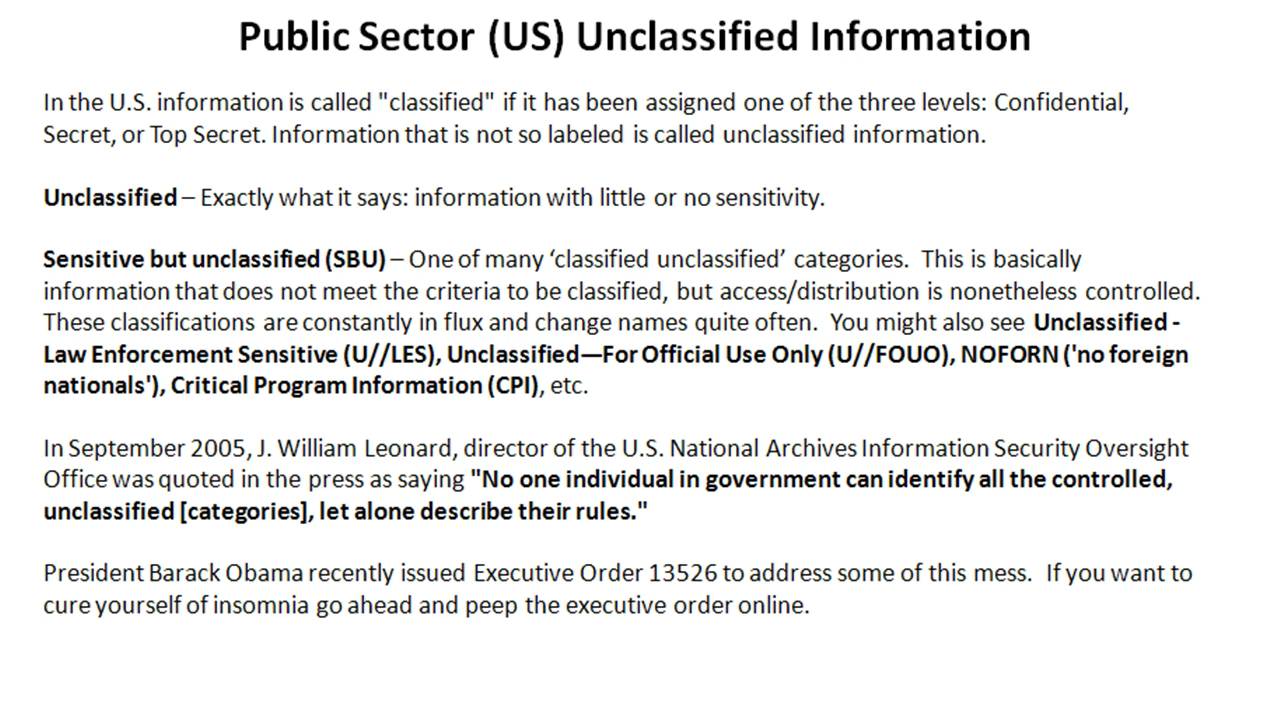 Public Sector (US) Unclassified Information
In the U.S. information is called "classified" if it has been assigned one of the three levels: Confidential,
Secret, or Top Secret. Information that is not so labeled is called unclassified information.
Unclassified – Exactly what it says: information with little or no sensitivity.
Sensitive but unclassified (SBU) – One of many ‘classified unclassified’ categories.  This is basically
information that does not meet the criteria to be classified, but access/distribution is nonetheless controlled.
These classifications are constantly in flux and change names quite often.  You might also see Unclassified -
Law Enforcement Sensitive (U//LES), Unclassified—For Official Use Only (U//FOUO), NOFORN ('no foreign
nationals'), Critical Program Information (CPI), etc.
In September 2005, J. William Leonard, director of the U.S. National Archives Information Security Oversight
Office was quoted in the press as saying "No one individual in government can identify all the controlled,
unclassified [categories], let alone describe their rules."
President Barack Obama recently issued Executive Order 13526 to address some of this mess.  If you want to
cure yourself of insomnia go ahead and peep the executive order online.